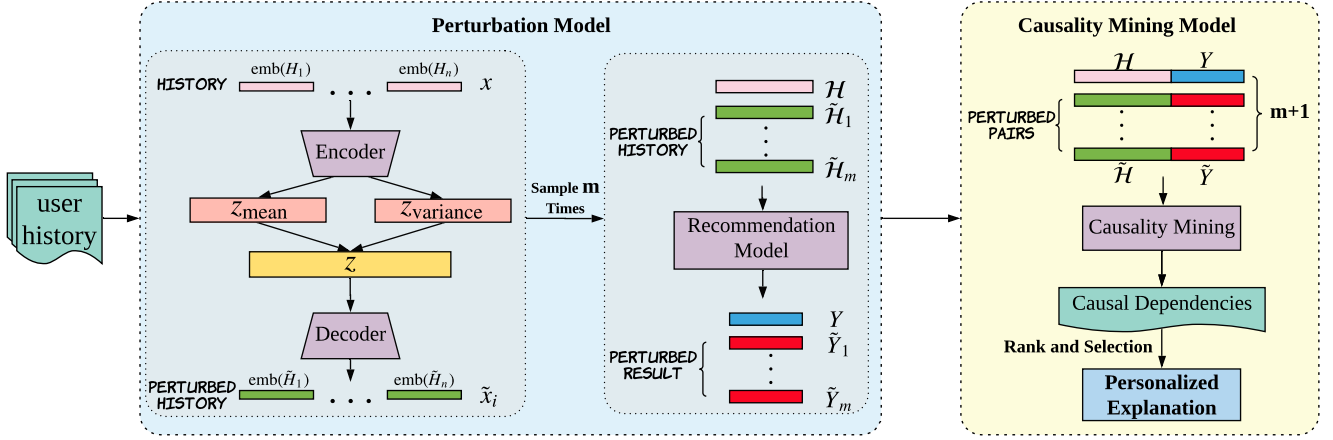 user
history
Perturbation Model
HISTORY
emb(H₁)
. . .
emb(Hₙ)
x
Encoder
z_mean
z_variance
z
Decoder
PERTURBED
HISTORY
emb(H̃₁)
. . .
emb(H̃ₙ)
x̃ᵢ
Sample m
Times
ℋ
ℋ̃₁
PERTURBED
HISTORY
ℋ̃ₘ
Recommendation
Model
Y
Ỹ₁
PERTURBED
RESULT
Ỹₘ
Causality Mining Model
ℋ Y
PERTURBED
PAIRS
m+1
ℋ̃ Ỹ
Causality Mining
Causal Dependencies
Rank and Selection
Personalized
Explanation